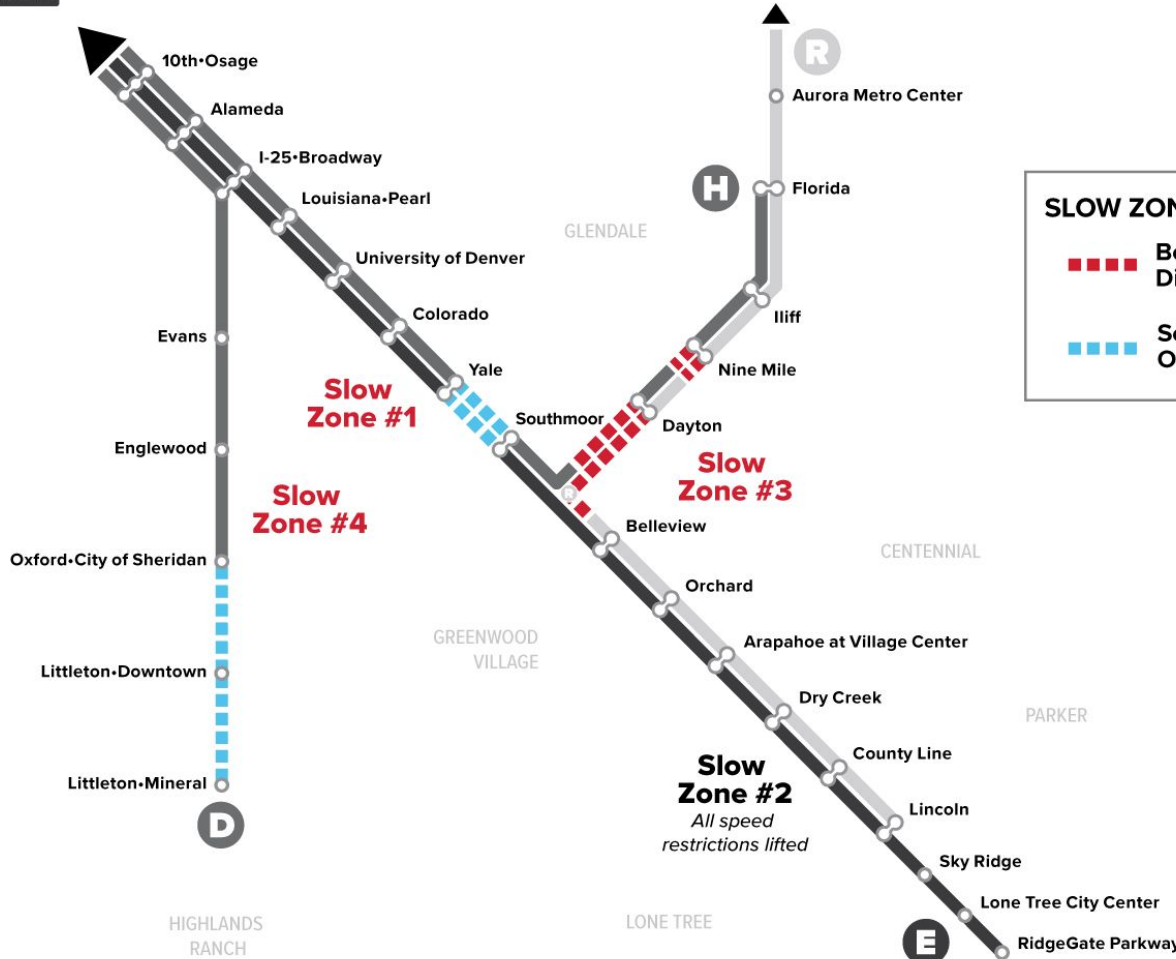 10th•Osage
R
Aurora Metro Center
Alameda
I-25•Broadway
H
Florida
Louisiana•Pearl
SLOW ZON
GLENDALE
Be
Di
University of Denver
Colorado
Iliff
Evans
So
O
Yale
Nine Mile
Slow
Zone #1
Southmoor
Dayton
Englewood
Slow
Zone #3
Slow
Zone #4
R
Belleview
CENTENNIAL
Oxford•City of Sheridan
Orchard
GREENWOOD
VILLAGE
Arapahoe at Village Center
Littleton•Downtown
Dry Creek
PARKER
County Line
Slow
Zone #2
All speed
restrictions lifted
Littleton•Mineral
Lincoln
D
Sky Ridge
Lone Tree City Center
HIGHLANDS
RANCH
LONE TREE
E
RidgeGate Parkway